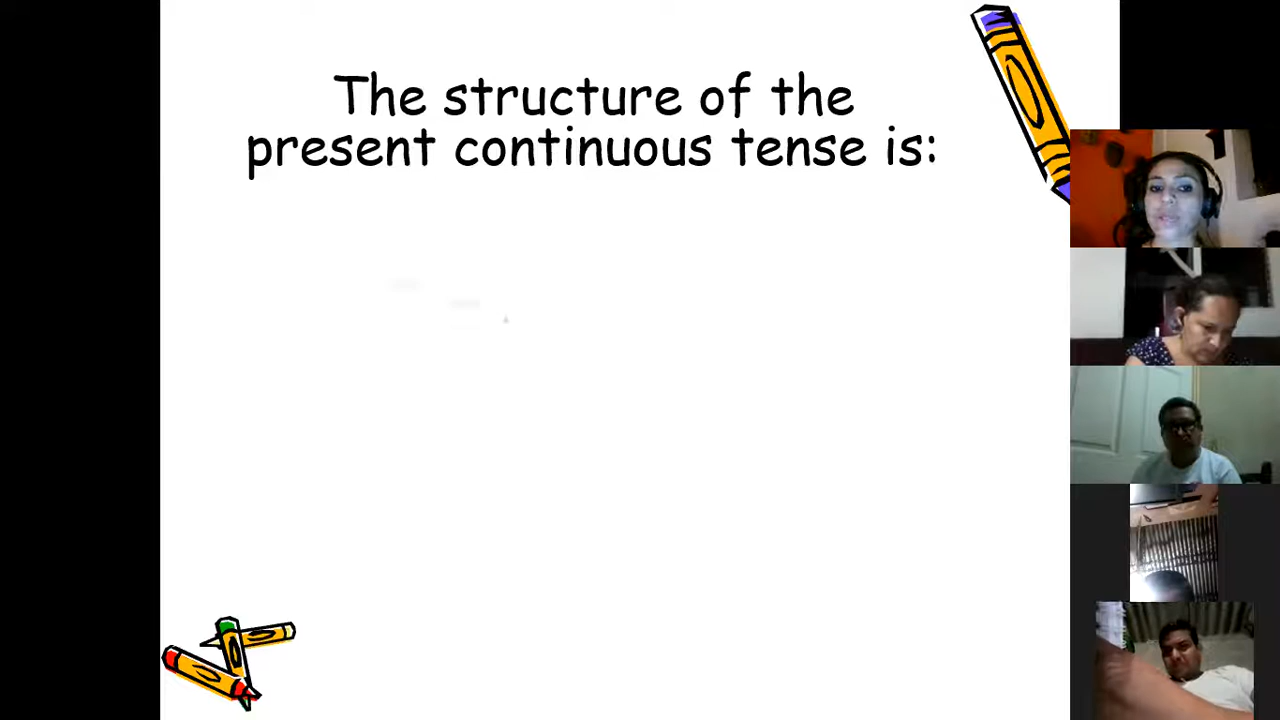 The structure of the
present continuous tense is: